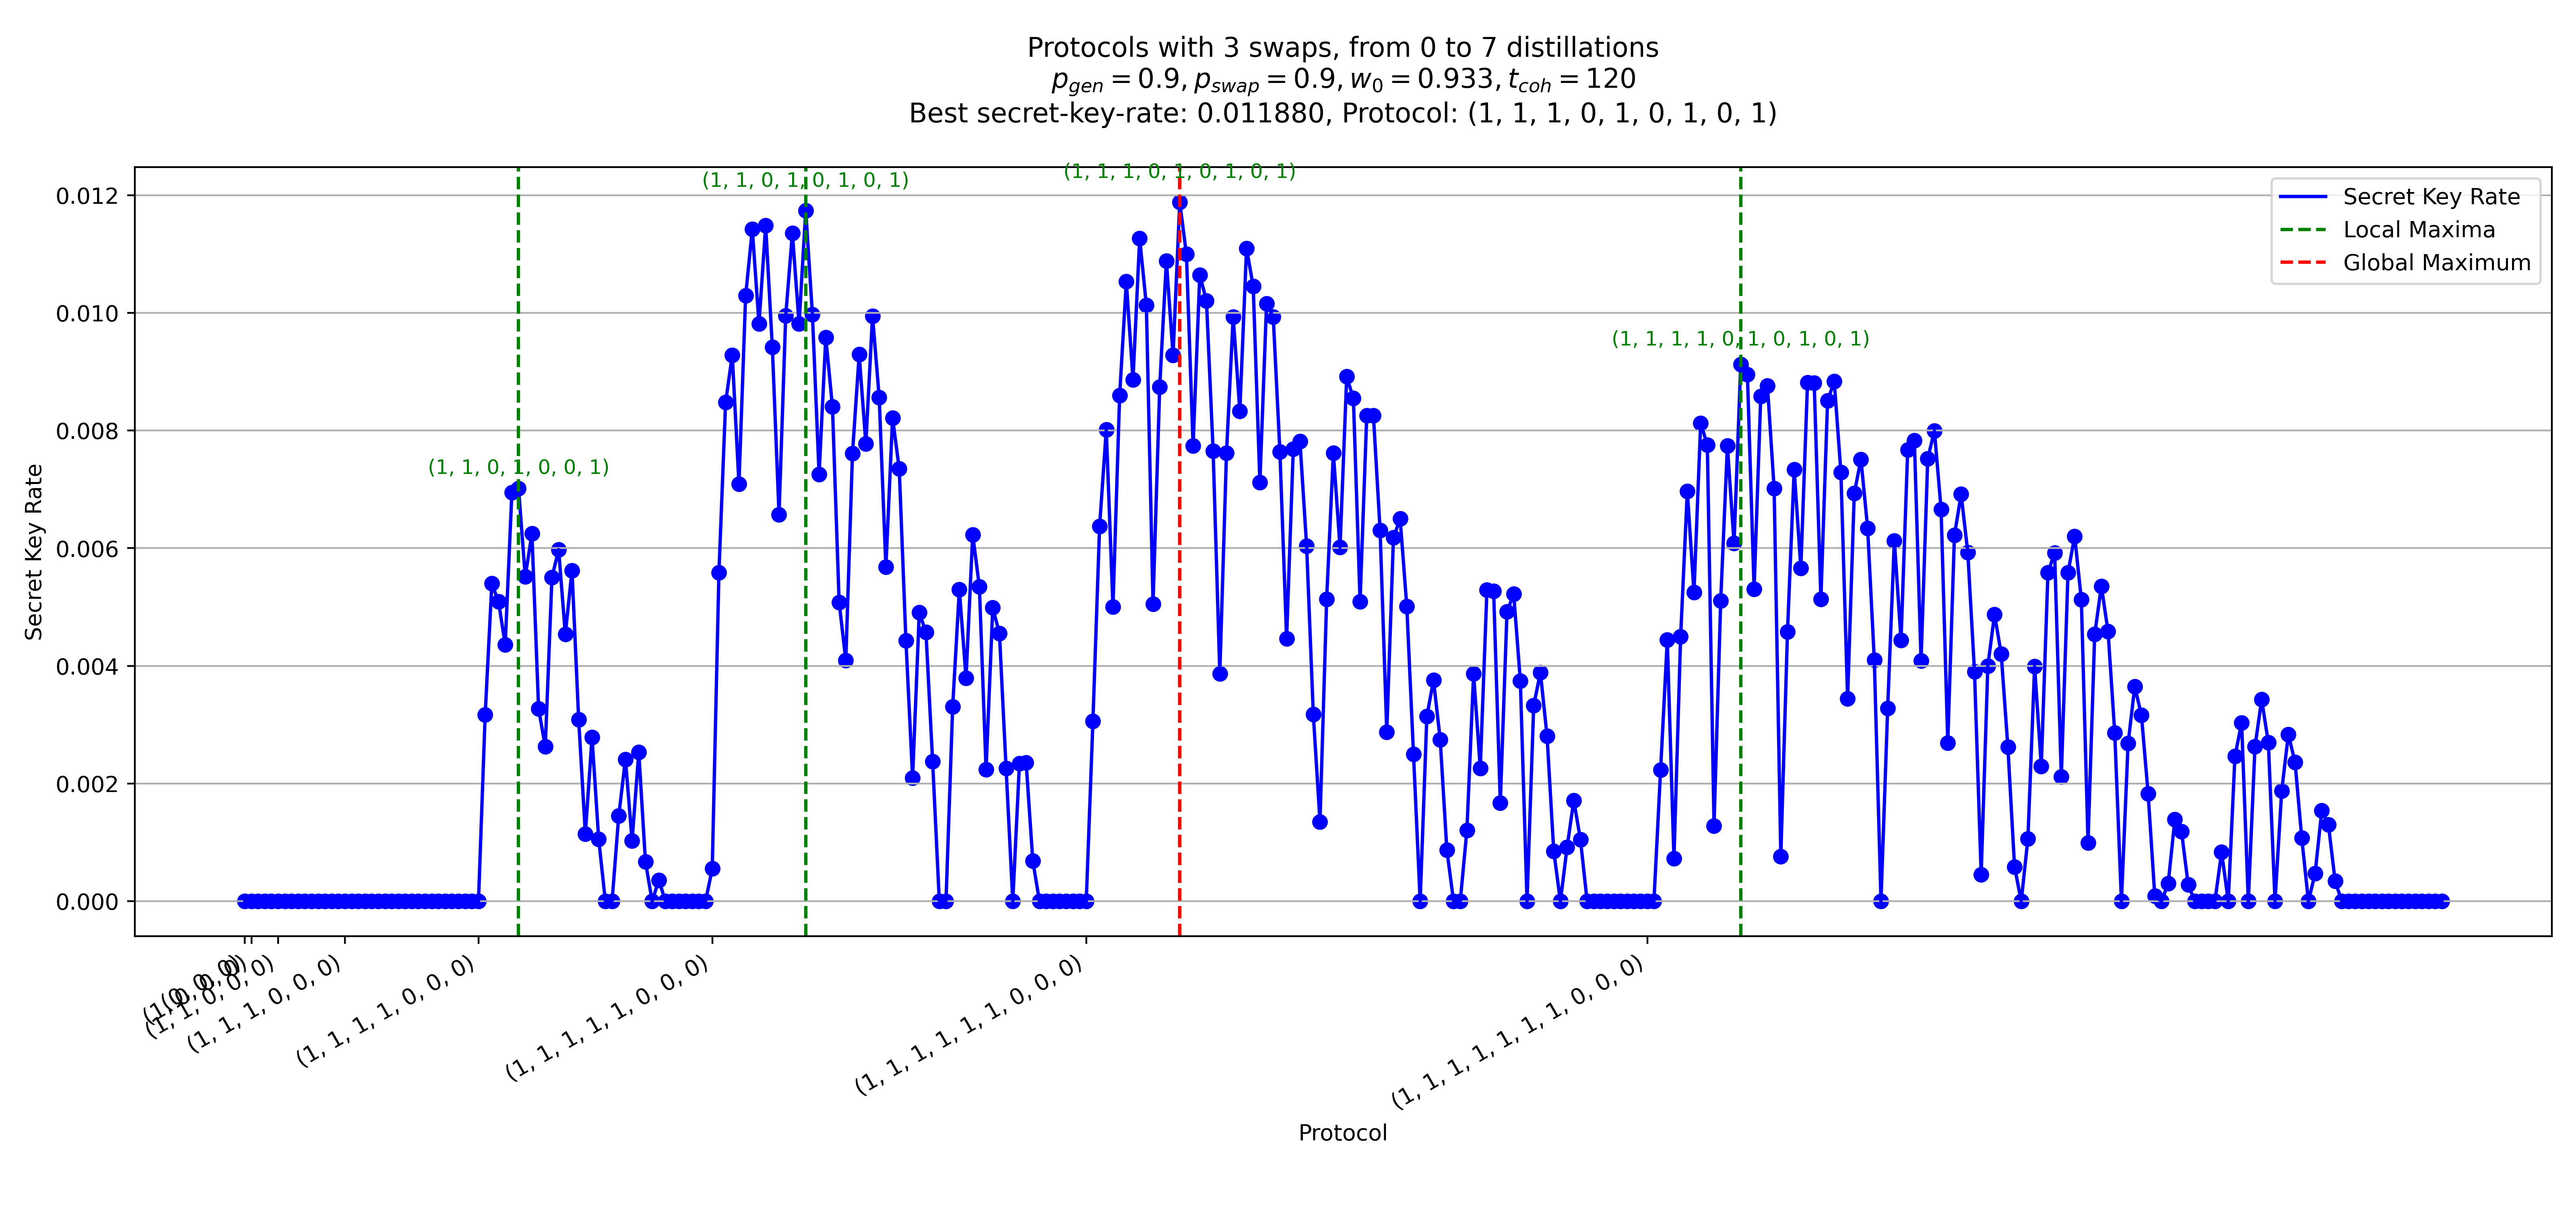 Protocols with 3 swaps, from 0 to 7 distillations
p_gen = 0.9, p_swap = 0.9, w_0 = 0.933, t_coh = 120
Best secret-key-rate: 0.011880, Protocol: (1, 1, 1, 0, 1, 0, 1, 0, 1)
(1, 1, 0, 1, 0, 1, 0, 1)
(1, 1, 1, 0, 1, 0, 1, 0, 1)
(1, 1, 1, 1, 0, 1, 0, 1, 0, 1)
(1, 1, 0, 1, 0, 0, 1)
Secret Key Rate
Local Maxima
Global Maximum
0.012
0.010
0.008
0.006
0.004
0.002
0.000
Secret Key Rate
(1, 1, 0, 0, 0)
(1, 1, 1, 0, 0, 0)
(1, 1, 1, 1, 0, 0, 0)
(1, 1, 1, 1, 1, 0, 0, 0)
(1, 1, 1, 1, 1, 1, 0, 0, 0)
(1, 1, 1, 1, 1, 1, 1, 0, 0, 0)
Protocol